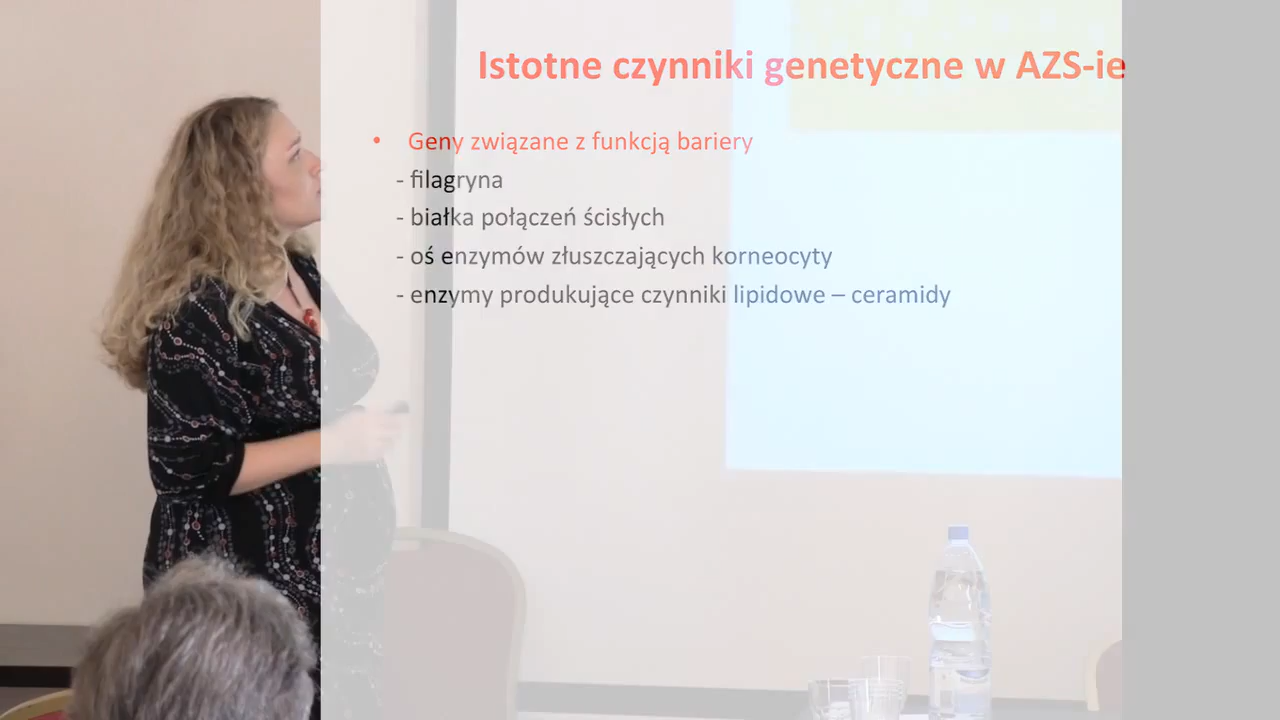 Istotne czynniki genetyczne w AZS-ie
• Geny związane z funkcją bariery
- filagryna
- białka połączeń ścisłych
- oś enzymów złuszczających korneocyty
- enzymy produkujące czynniki lipidowe – ceramidy